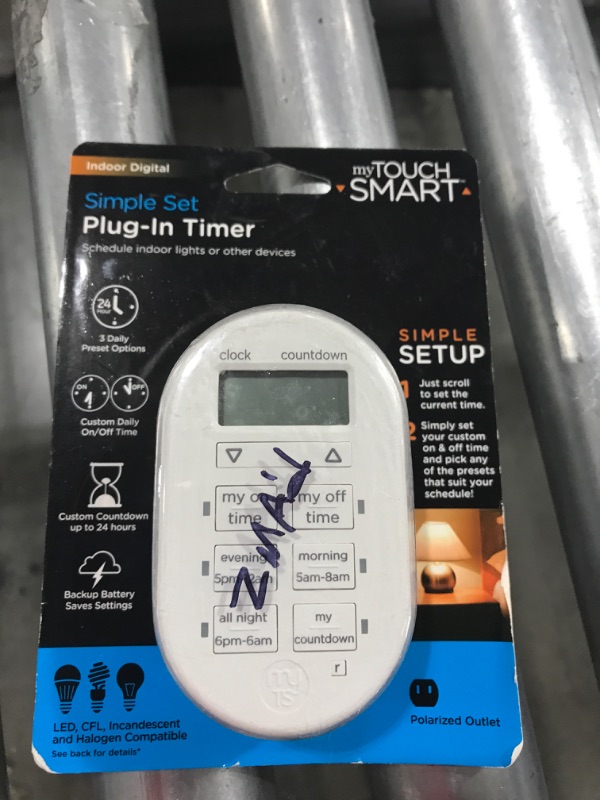 Indoor Digital
myTOUCH
SMART™
Simple Set
Plug-In Timer
Schedule indoor lights or other devices
24
Hour
3 Daily
Preset Options
ON
OFF
Custom Daily
On/Off Time
Custom Countdown
up to 24 hours
Backup Battery
Saves Settings
clock countdown
my on
time
my off
time
evening
5pm-2am
morning
5am-8am
all night
6pm-6am
my
countdown
r
my
TS
SIMPLE
SETUP
1 Just scroll
to set the
current time.
2 Simply set
your custom
on & off time
and pick any
of the presets
that suit your
schedule!
LED, CFL, Incandescent
and Halogen Compatible
See back for details*
Polarized Outlet